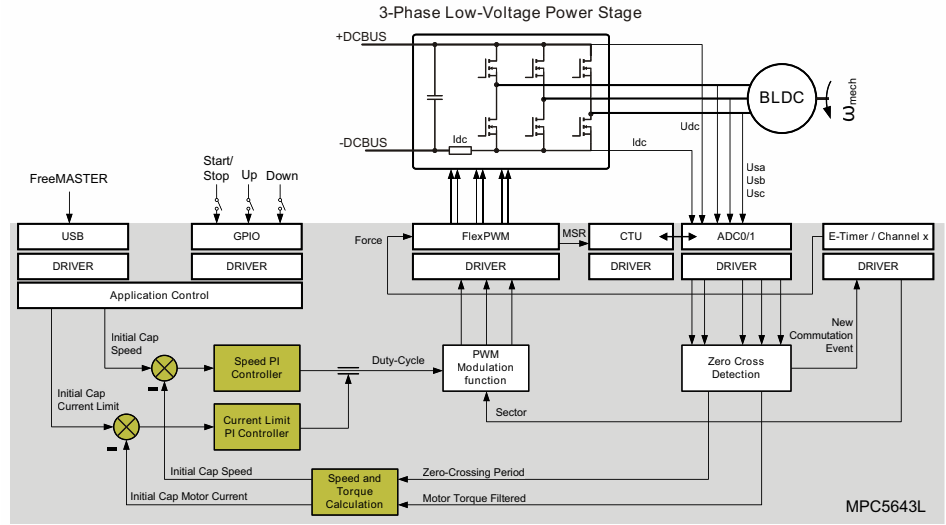 3-Phase Low-Voltage Power Stage
+DCBUS
-DCBUS
Idc
BLDC
ωmech
Udc
Idc
Usa
Usb
Usc
FreeMASTER
Start/
Stop
Up
Down
USB
GPIO
Force
FlexPWM
MSR
CTU
ADC0/1
E-Timer / Channel x
DRIVER
DRIVER
DRIVER
DRIVER
DRIVER
DRIVER
Application Control
Initial Cap
Speed
Speed PI
Controller
Duty-Cycle
PWM
Modulation
function
Zero Cross
Detection
New
Commutation
Event
Initial Cap
Current Limit
Current Limit
PI Controller
Sector
Initial Cap Speed
Speed and
Torque
Calculation
Zero-Crossing Period
Initial Cap Motor Current
Motor Torque Filtered
MPC5643L